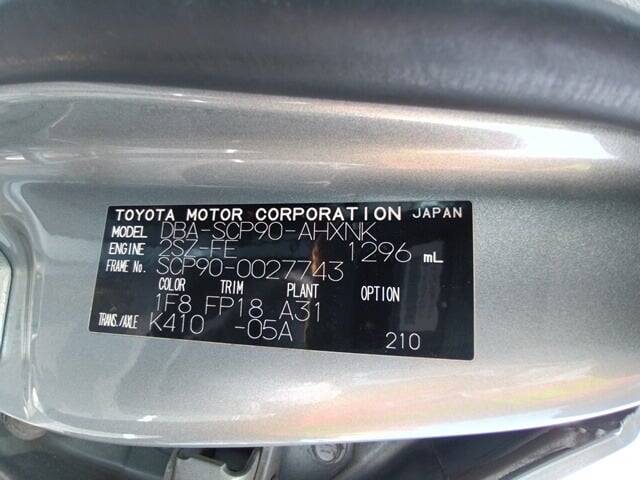 TOYOTA MOTOR CORPORATION JAPAN
MODEL DBA-SCP90-AHXNK
ENGINE 2SZ-FE 1296 mL
FRAME No. SCP90-0027743
COLOR TRIM PLANT OPTION
1F8 FP18 A31
TRANS./AXLE K410 -05A 210